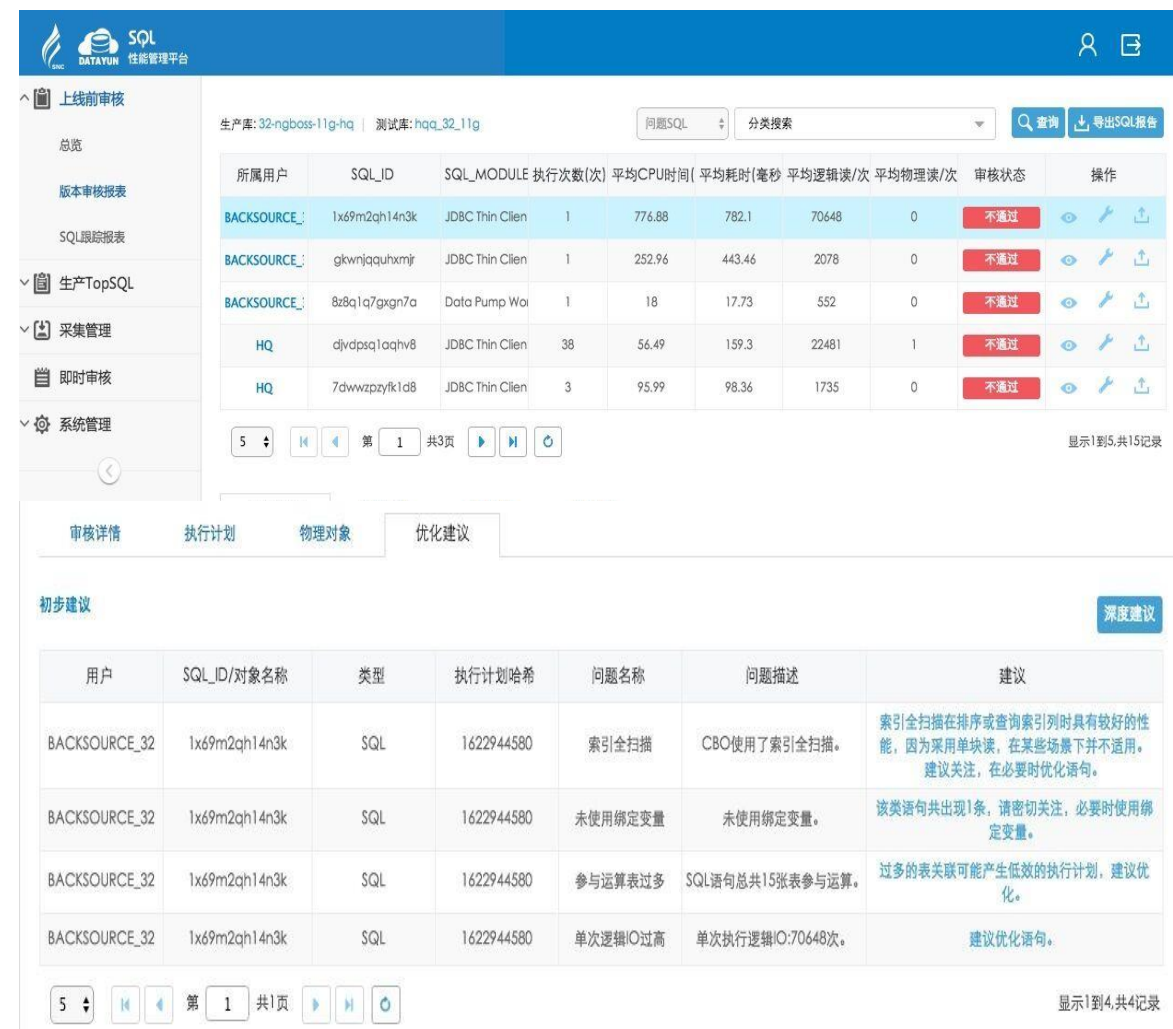 SQL
DATAYUN 性能管理平台
GNC
上线前审核
总览
版本审核报表
SQL跟踪报表
生产TopSQL
采集管理
即时审核
系统管理
生产库: 32-ngboss-11g-hq | 测试库: hqq_32_11g
问题SQL 分类搜索 查询 导出SQL报告
所属用户 SQL_ID SQL_MODULE 执行次数(次) 平均CPU时间( 平均耗时(毫秒 平均逻辑读/次 平均物理读/次 审核状态 操作
BACKSOURCE_ 1x69m2qh14n3k JDBC Thin Clien 1 776.88 782.1 70648 0 不通过
BACKSOURCE_ gkwnjqquhxmjr JDBC Thin Clien 1 252.96 443.46 2078 0 不通过
BACKSOURCE_ 8z8q1q7gxgn7a Data Pump Wor 1 18 17.73 552 0 不通过
HQ djvdpsq1aqhv8 JDBC Thin Clien 38 56.49 159.3 22481 1 不通过
HQ 7dwwzpzyfk1d8 JDBC Thin Clien 3 95.99 98.36 1735 0 不通过
5 第 1 共3页 显示1到5,共15记录
审核详情 执行计划 物理对象 优化建议
初步建议 深度建议
用户 SQL_ID/对象名称 类型 执行计划哈希 问题名称 问题描述 建议
BACKSOURCE_32 1x69m2qh14n3k SQL 1622944580 索引全扫描 CBO使用了索引全扫描。 索引全扫描在排序或查询索引列时具有较好的性
能，因为采用单块读，在某些场景下并不适用。
建议关注，在必要时优化语句。
BACKSOURCE_32 1x69m2qh14n3k SQL 1622944580 未使用绑定变量 未使用绑定变量。 该类语句共出现1条，请密切关注，必要时使用绑
定变量。
BACKSOURCE_32 1x69m2qh14n3k SQL 1622944580 参与运算表过多 SQL语句总共15张表参与运算。 过多的表关联可能产生低效的执行计划，建议优
化。
BACKSOURCE_32 1x69m2qh14n3k SQL 1622944580 单次逻辑IO过高 单次执行逻辑IO:70648次。 建议优化语句。
5 第 1 共1页 显示1到4,共4记录